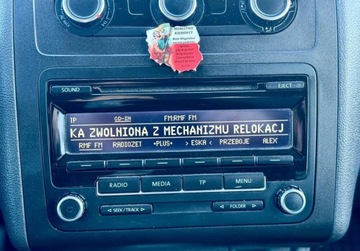 SOUND
EJECT
TP CO-IN FM:RMF FM
KA ZWOLNIONA Z MECHANIZMU RELOKACJ
RMF FM RADIOZET •PLUS• > ESKA < PRZEBOJE ALEX
RADIO MEDIA TP MENU
SEEK / TRACK
FOLDER